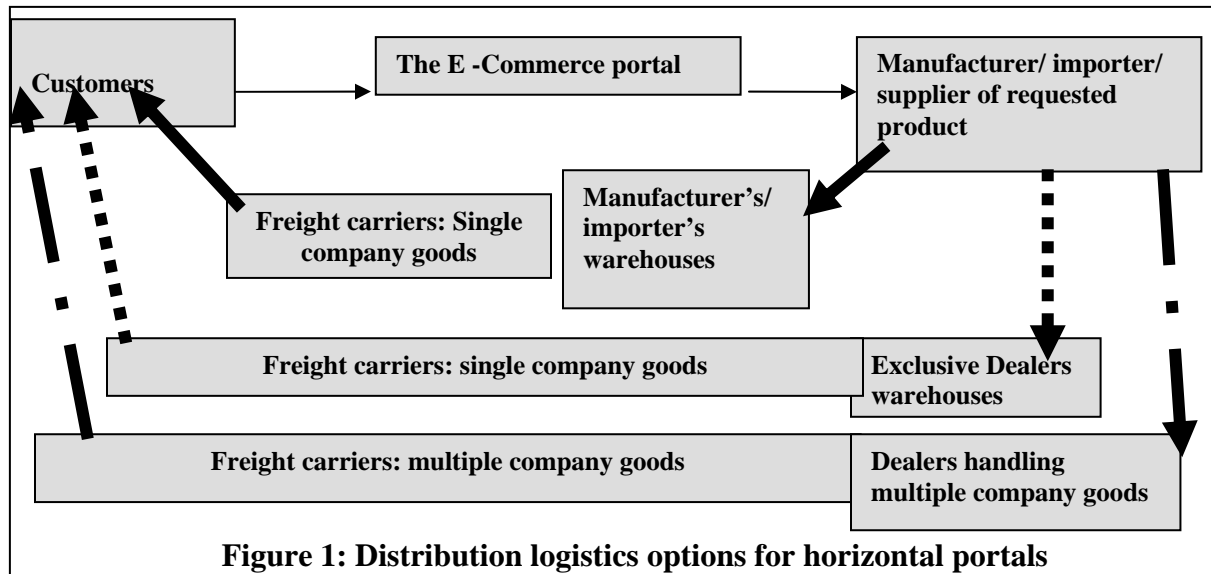 Customers
The E -Commerce portal
Manufacturer/ importer/
supplier of requested
product
Freight carriers: Single
company goods
Manufacturer’s/
importer’s
warehouses
Freight carriers: single company goods
Exclusive Dealers
warehouses
Freight carriers: multiple company goods
Dealers handling
multiple company goods
Figure 1: Distribution logistics options for horizontal portals